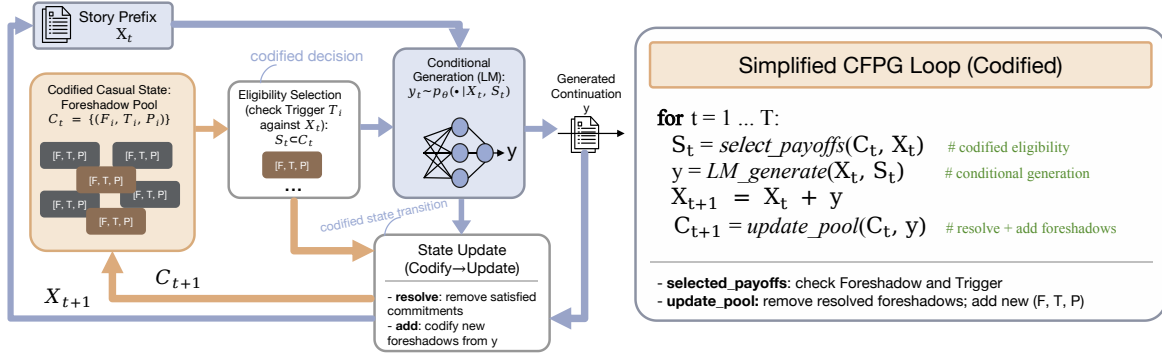 Story Prefix
X_t
codified decision
Codified Casual State:
Foreshadow Pool
C_t = {(F_i, T_i, P_i)}
[F, T, P]
[F, T, P]
[F, T, P]
[F, T, P]
[F, T, P]
[F, T, P]
Eligibility Selection
(check Trigger T_i
against X_t):
S_t⊂C_t
[F, T, P]
...
Conditional
Generation (LM):
y_t~p_θ(•|X_t, S_t)
y
Generated
Continuation
y
codified state transition
State Update
(Codify→Update)
- resolve: remove satisfied
commitments
- add: codify new
foreshadows from y
C_{t+1}
X_{t+1}
Simplified CFPG Loop (Codified)
for t = 1 ... T:
S_t = select_payoffs(C_t, X_t) # codified eligibility
y = LM_generate(X_t, S_t) # conditional generation
X_{t+1} = X_t + y
C_{t+1} = update_pool(C_t, y) # resolve + add foreshadows
- selected_payoffs: check Foreshadow and Trigger
- update_pool: remove resolved foreshadows; add new (F, T, P)